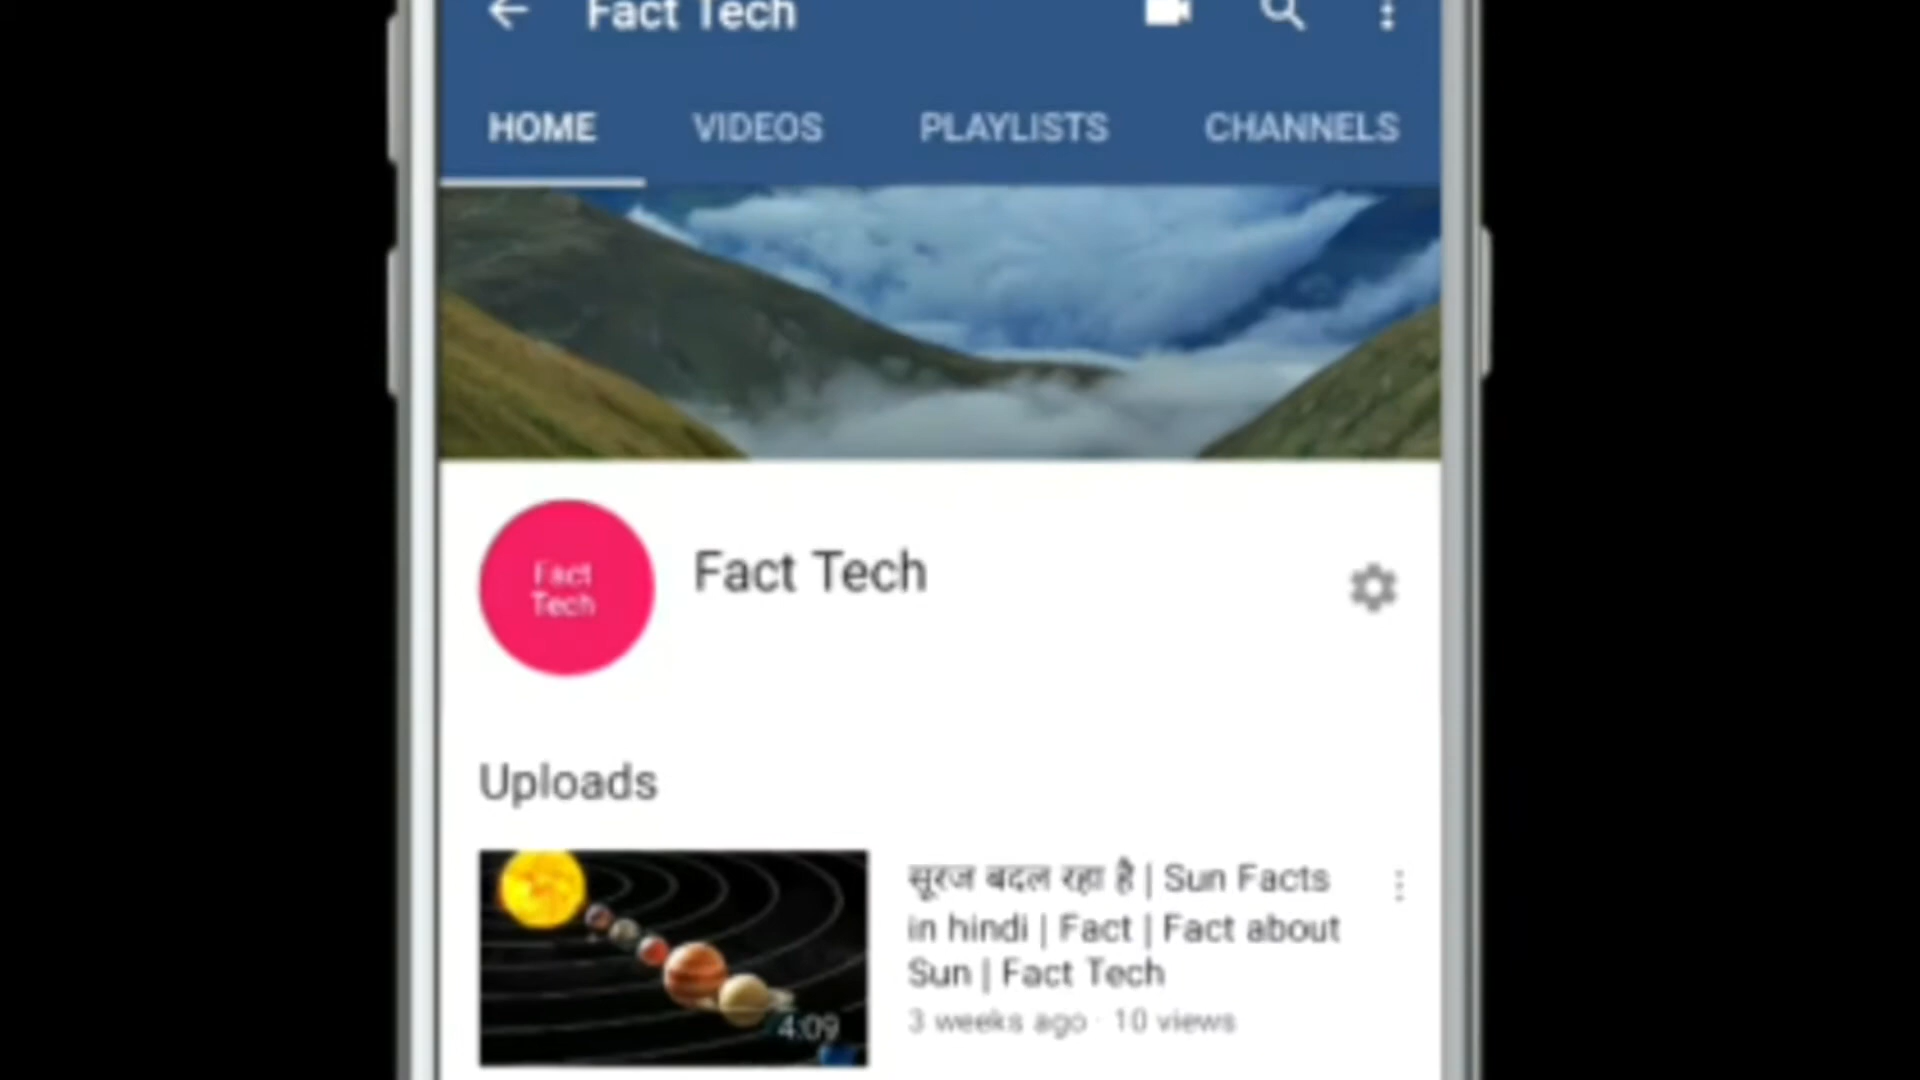 Fact Tech
HOME VIDEOS PLAYLISTS CHANNELS
Fact
Tech
Fact Tech
Uploads
सूरज बदल रहा है | Sun Facts
in hindi | Fact | Fact about
Sun | Fact Tech
3 weeks ago · 10 views
4:09